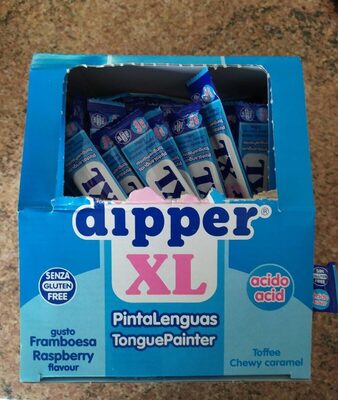 dipper®
XL
SENZA
GLUTEN
FREE
PintaLenguas
TonguePainter
acido
acid
gusto
Framboesa
Raspberry
flavour
Toffee
Chewy caramel